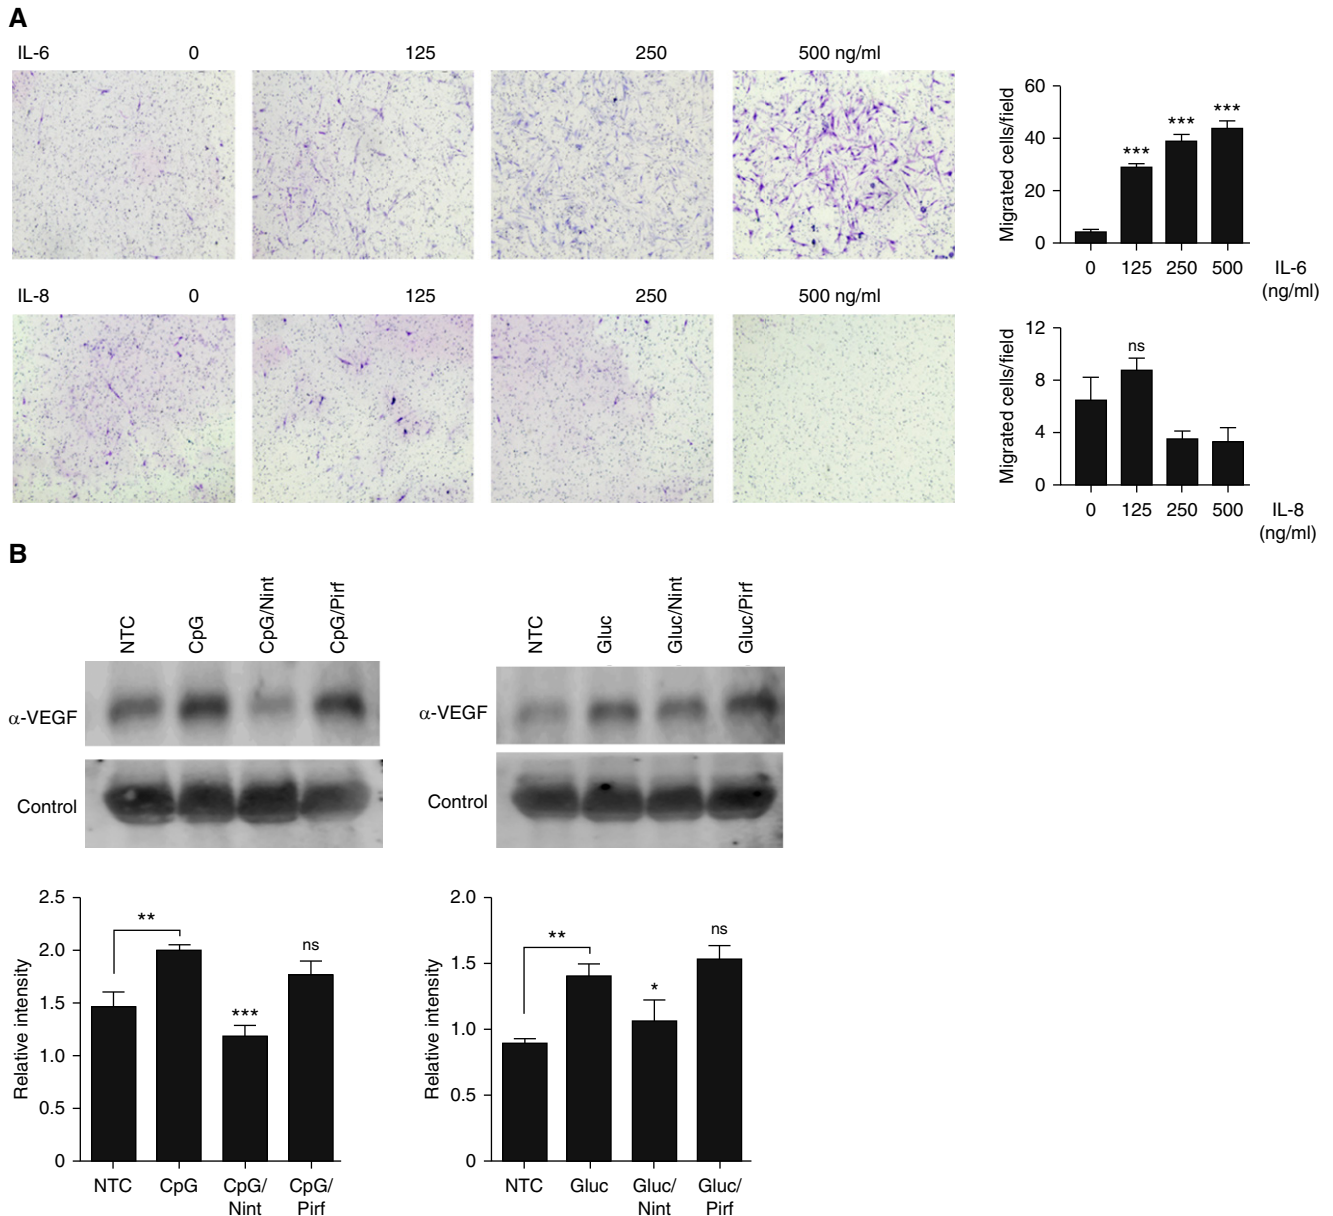 A
IL-6 0 125 250 500 ng/ml
Migrated cells/field
60
40
20
0
***
***
***
0 125 250 500 IL-6
(ng/ml)
IL-8 0 125 250 500 ng/ml
Migrated cells/field
12
8
4
0
ns
0 125 250 500 IL-8
(ng/ml)
B
NTC CpG CpG/Nint CpG/Pirf
α-VEGF
Control
NTC Gluc Gluc/Nint Gluc/Pirf
α-VEGF
Control
Relative intensity
2.5
2.0
1.5
1.0
0.5
0
**
***
ns
NTC CpG CpG/ CpG/
Nint Pirf
Relative intensity
2.0
1.5
1.0
0.5
0
**
*
ns
NTC Gluc Gluc/ Gluc/
Nint Pirf